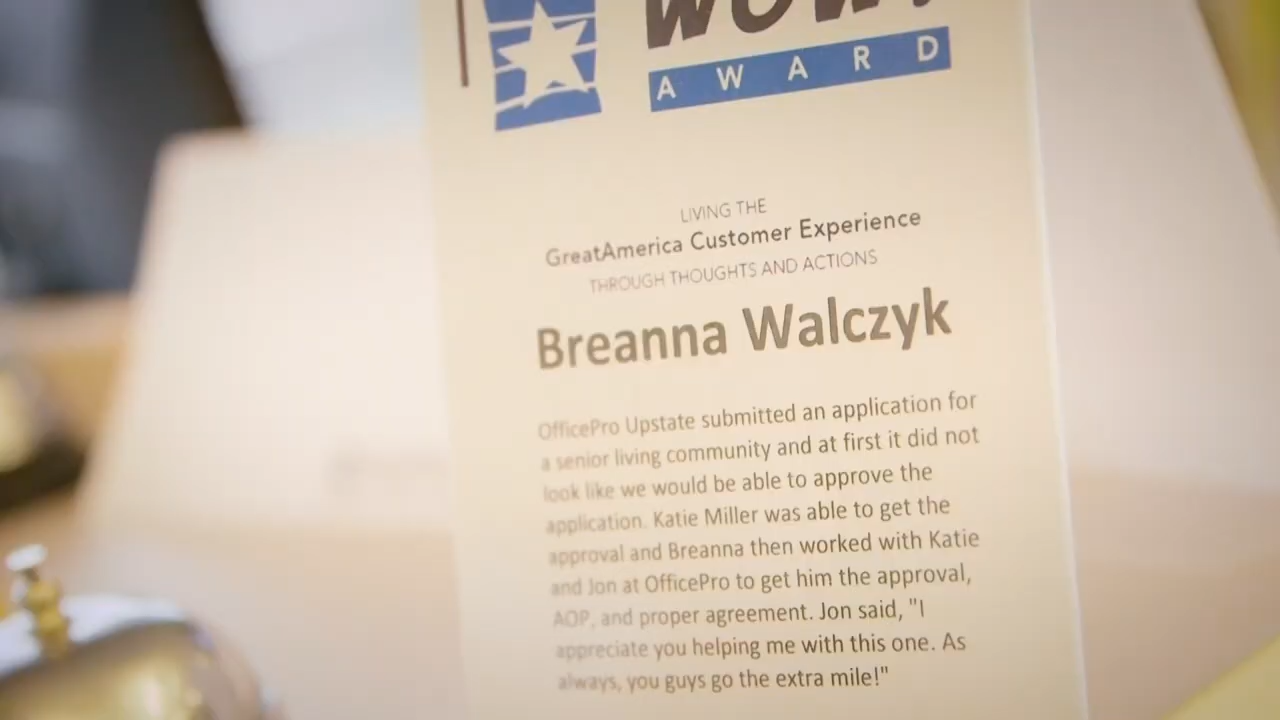 WOW!
AWARD
LIVING THE
GreatAmerica Customer Experience
THROUGH THOUGHTS AND ACTIONS
Breanna Walczyk
OfficePro Upstate submitted an application for
a senior living community and at first it did not
look like we would be able to approve the
application. Katie Miller was able to get the
approval and Breanna then worked with Katie
and Jon at OfficePro to get him the approval,
AOP, and proper agreement. Jon said, "I
appreciate you helping me with this one. As
always, you guys go the extra mile!"